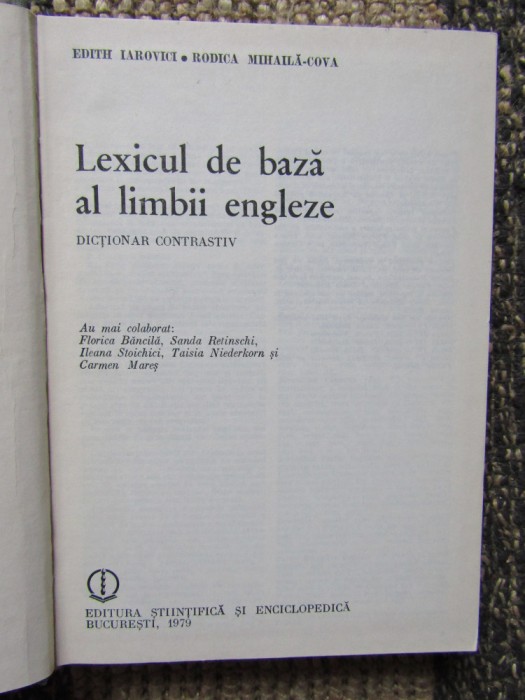 EDITH IAROVICI • RODICA MIHAILĂ-COVA
Lexicul de bază
al limbii engleze
DICȚIONAR CONTRASTIV
Au mai colaborat:
Florica Băncilă, Sanda Retinschi,
Ileana Stoichici, Taisia Niederkorn și
Carmen Mareș
EDITURA ȘTIINȚIFICĂ ȘI ENCICLOPEDICĂ
BUCUREȘTI, 1979